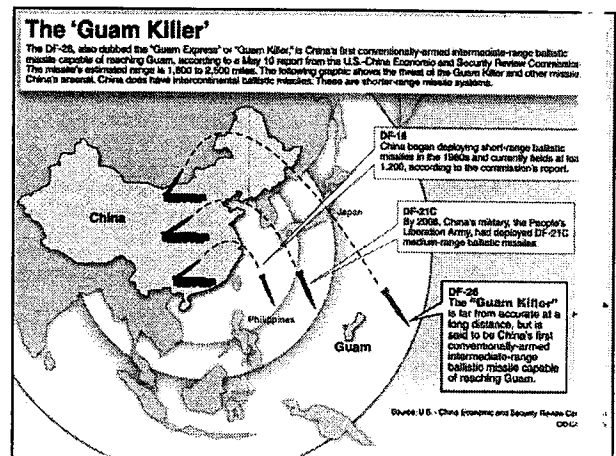 The 'Guam Killer'
The DF-26, also dubbed the "Guam Express" or "Guam Killer," is China's first conventionally-armed intermediate-range ballistic
missile capable of reaching Guam, according to a May 10 report from the U.S.-China Economic and Security Review Commission.
The missile's estimated range is 1,800 to 2,500 miles. The following graphic shows the threat of the Guam Killer and other missile
China's arsenal. China does have intercontinental ballistic missiles. These are shorter-range missile systems.
DF-16
China began deploying short-range ballistic
missiles in the 1990s and currently fields at
1,200, according to the commission's report.
China
Japan
DF-21C
By 2008, China's military, the People's
Liberation Army, had deployed DF-21C
medium-range ballistic missiles.
DF-26
The "Guam Killer"
is far from accurate at a
long distance, but is
said to be China's first
conventionally-armed
intermediate-range
ballistic missile capable
of reaching Guam.
Philippines
Guam
Source: U.S. - China Economic and Security Review